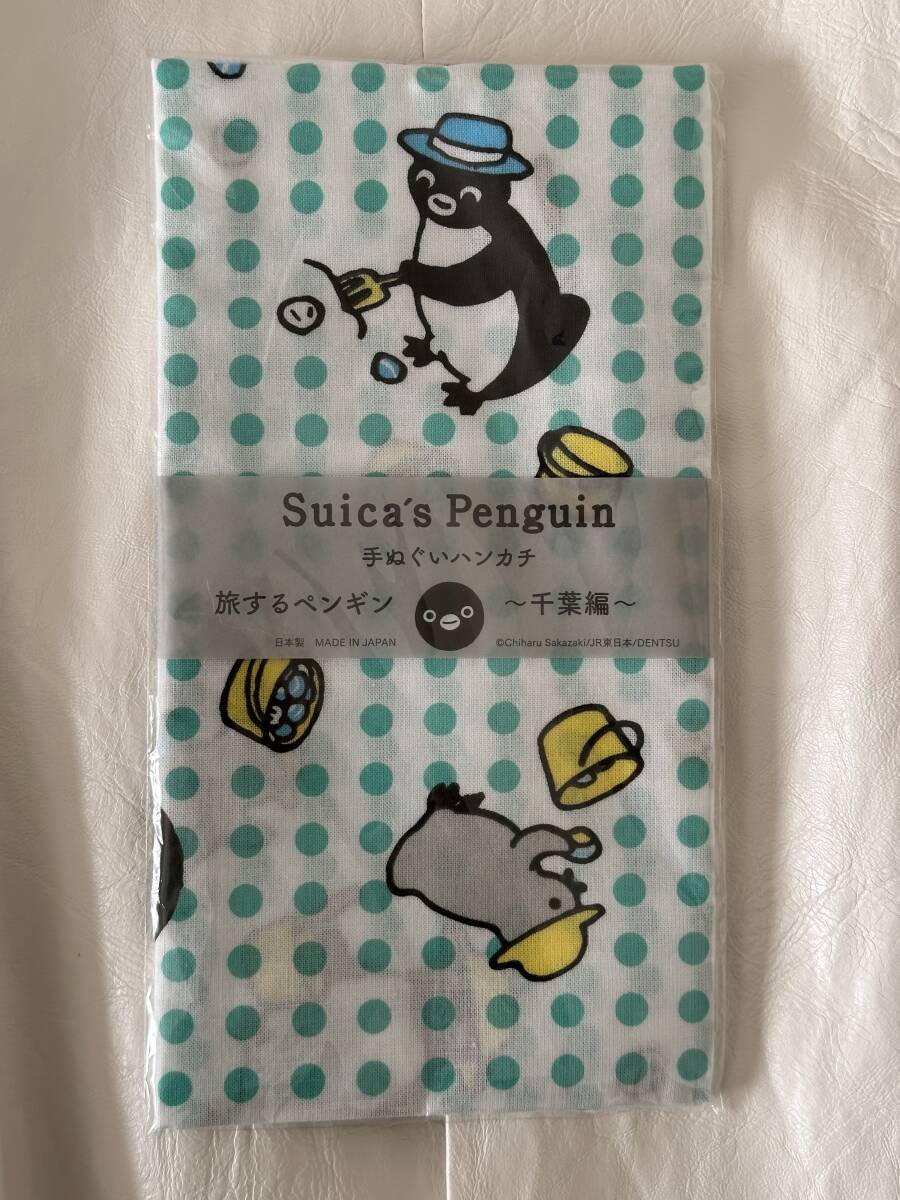 Suica's Penguin
手ぬぐいハンカチ
旅するペンギン ～千葉編～
日本製 MADE IN JAPAN ©Chiharu Sakazaki/JR東日本/DENTSU